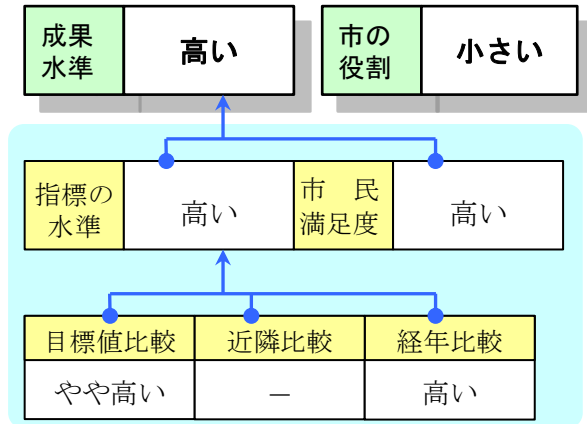 成果
水準
高い
市の
役割
小さい
指標の
水準
高い
市　民
満足度
高い
目標値比較
近隣比較
経年比較
やや高い
－
高い